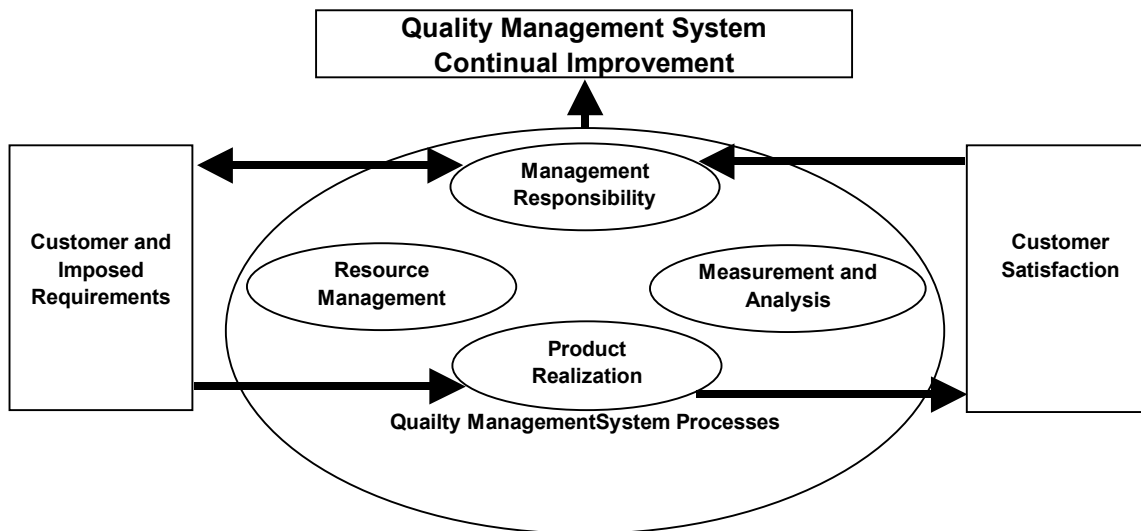 Quality Management System
Continual Improvement
Management
Responsibility
Customer and
Imposed
Requirements
Resource
Management
Measurement and
Analysis
Customer
Satisfaction
Product
Realization
Quailty ManagementSystem Processes